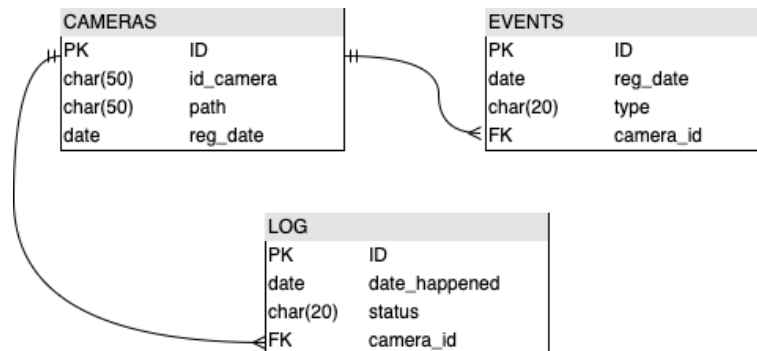 CAMERAS
PK ID
char(50) id_camera
char(50) path
date reg_date
EVENTS
PK ID
date reg_date
char(20) type
FK camera_id
LOG
PK ID
date date_happened
char(20) status
FK camera_id